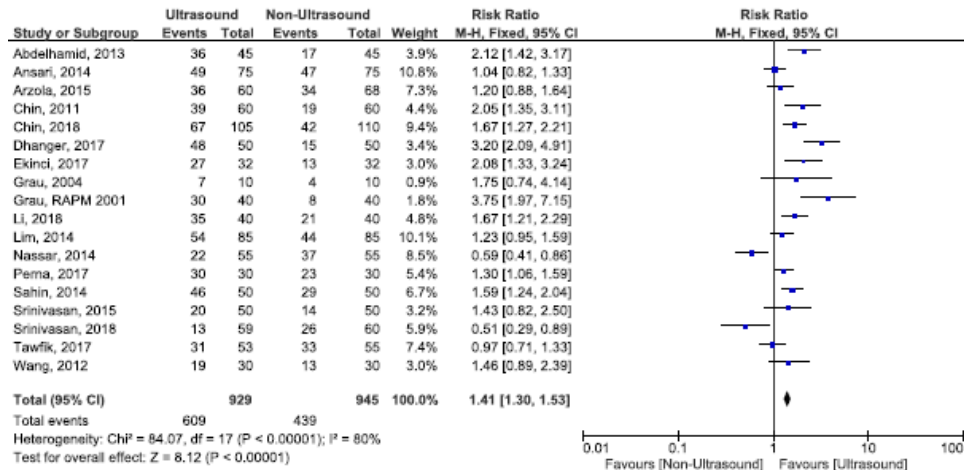 Ultrasound Non-Ultrasound Risk Ratio Risk Ratio
Study or Subgroup Events Total Events Total Weight M-H, Fixed, 95% CI M-H, Fixed, 95% CI
Abdelhamid, 2013 36 45 17 45 3.9% 2.12 [1.42, 3.17]
Ansari, 2014 49 75 47 75 10.8% 1.04 [0.82, 1.33]
Arzola, 2015 36 60 34 68 7.3% 1.20 [0.88, 1.64]
Chin, 2011 39 60 19 60 4.4% 2.05 [1.35, 3.11]
Chin, 2018 67 105 42 110 9.4% 1.67 [1.27, 2.21]
Dhanger, 2017 48 50 15 50 3.4% 3.20 [2.09, 4.91]
Ekinci, 2017 27 32 13 32 3.0% 2.08 [1.33, 3.24]
Grau, 2004 7 10 4 10 0.9% 1.75 [0.74, 4.14]
Grau, RAPM 2001 30 40 8 40 1.8% 3.75 [1.97, 7.15]
Li, 2018 35 40 21 40 4.8% 1.67 [1.21, 2.29]
Lim, 2014 54 85 44 85 10.1% 1.23 [0.95, 1.59]
Nassar, 2014 22 55 37 55 8.5% 0.59 [0.41, 0.86]
Perna, 2017 30 30 23 30 5.4% 1.30 [1.06, 1.59]
Sahin, 2014 46 50 29 50 6.7% 1.59 [1.24, 2.04]
Srinivasan, 2015 20 50 14 50 3.2% 1.43 [0.82, 2.50]
Srinivasan, 2018 13 59 26 60 5.9% 0.51 [0.29, 0.89]
Tawfik, 2017 31 53 33 55 7.4% 0.97 [0.71, 1.33]
Wang, 2012 19 30 13 30 3.0% 1.46 [0.89, 2.39]
Total (95% CI) 929 945 100.0% 1.41 [1.30, 1.53]
Total events 609 439
Heterogeneity: Chi² = 84.07, df = 17 (P < 0.00001); I² = 80%
Test for overall effect: Z = 8.12 (P < 0.00001)
0.01 0.1 1 10 100
Favours [Non-Ultrasound] Favours [Ultrasound]